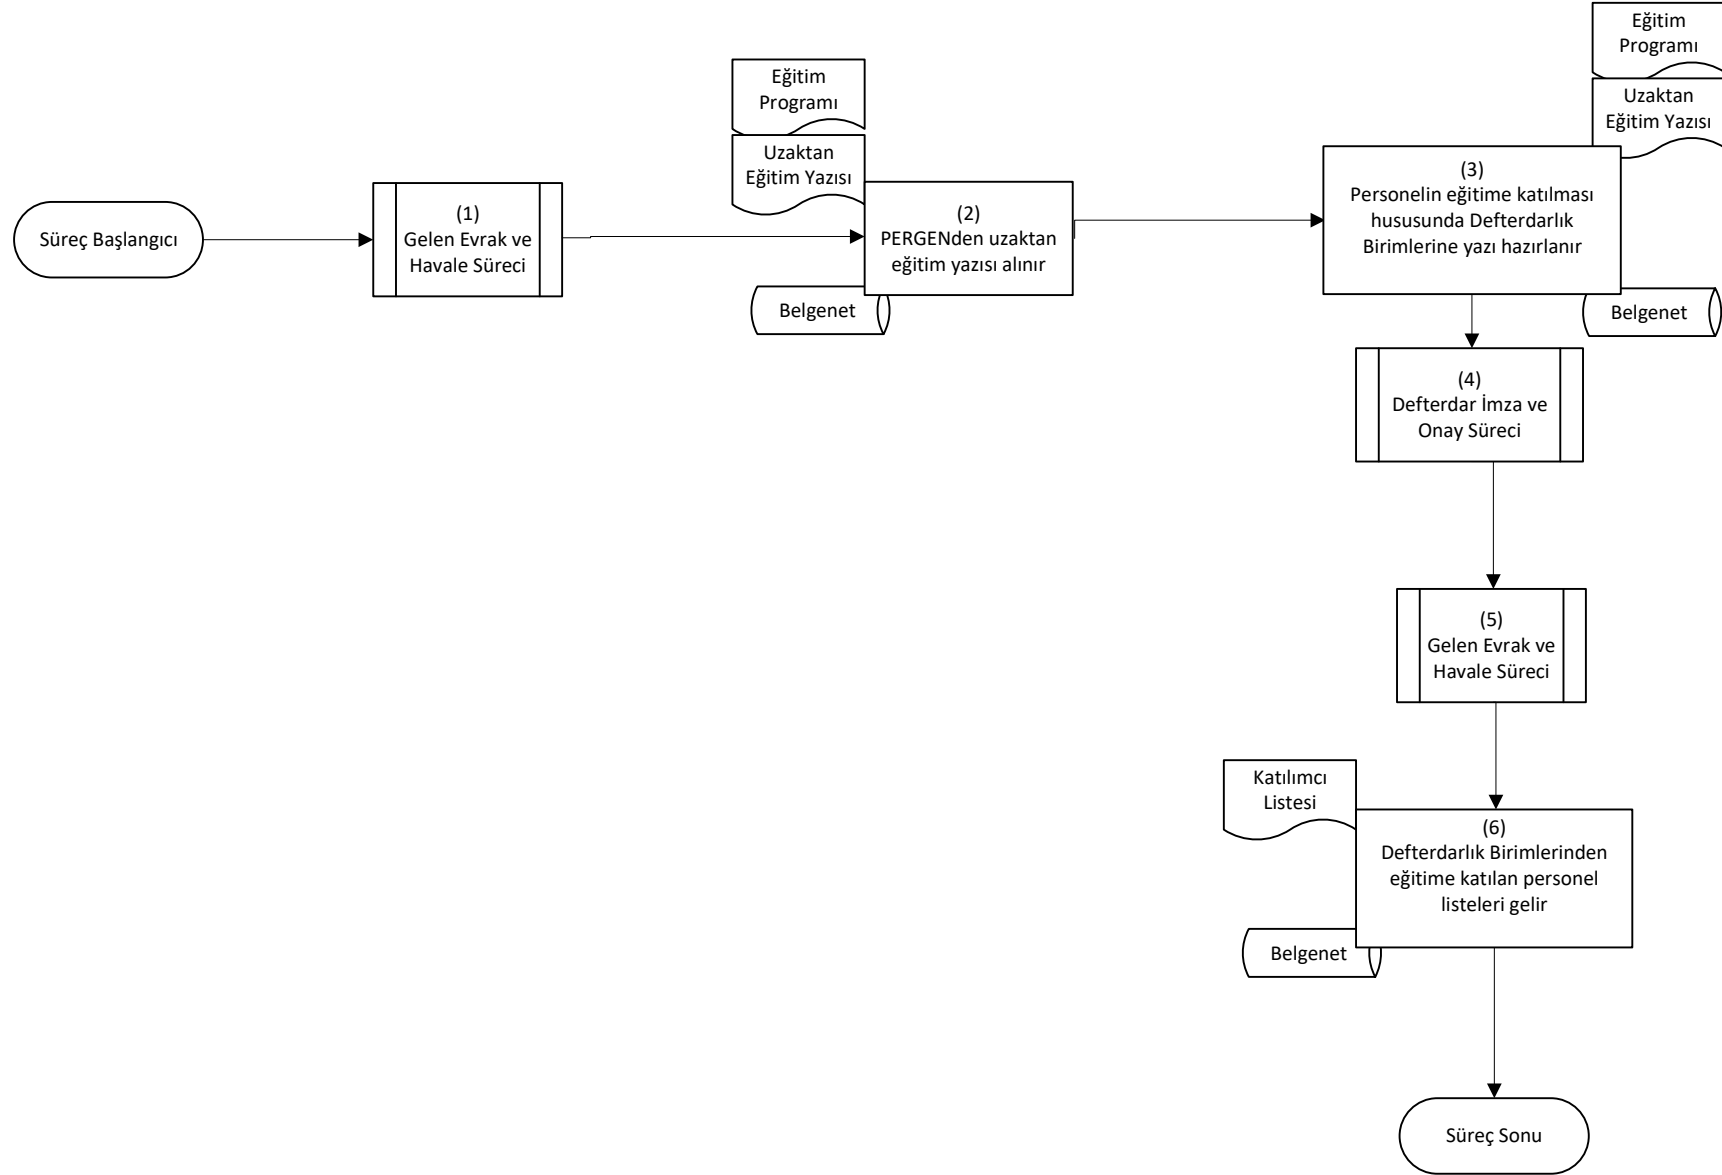 Süreç Başlangıcı
(1)
Gelen Evrak ve
Havale Süreci
Eğitim
Programı
Uzaktan
Eğitim Yazısı
(2)
PERGENden uzaktan
eğitim yazısı alınır
Belgenet
Eğitim
Programı
Uzaktan
Eğitim Yazısı
(3)
Personelin eğitime katılması
hususunda Defterdarlık
Birimlerine yazı hazırlanır
Belgenet
(4)
Defterdar İmza ve
Onay Süreci
(5)
Gelen Evrak ve
Havale Süreci
Katılımcı
Listesi
(6)
Defterdarlık Birimlerinden
eğitime katılan personel
listeleri gelir
Belgenet
Süreç Sonu